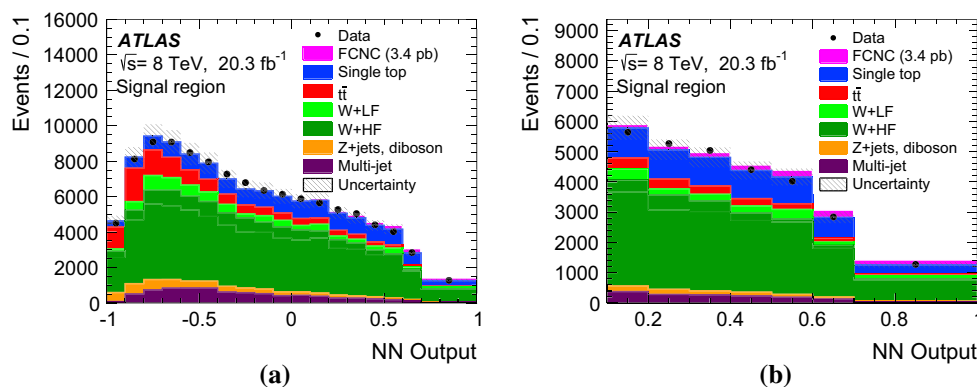 Events / 0.1
16000
14000
12000
10000
8000
6000
4000
2000
0
ATLAS
√s= 8 TeV, 20.3 fb⁻¹
Signal region
Data
FCNC (3.4 pb)
Single top
tt̄
W+LF
W+HF
Z+jets, diboson
Multi-jet
Uncertainty
-1
-0.5
0
0.5
1
NN Output
(a)
Events / 0.1
9000
8000
7000
6000
5000
4000
3000
2000
1000
0
ATLAS
√s= 8 TeV, 20.3 fb⁻¹
Signal region
Data
FCNC (3.4 pb)
Single top
tt̄
W+LF
W+HF
Z+jets, diboson
Multi-jet
Uncertainty
0.2
0.4
0.6
0.8
1
NN Output
(b)